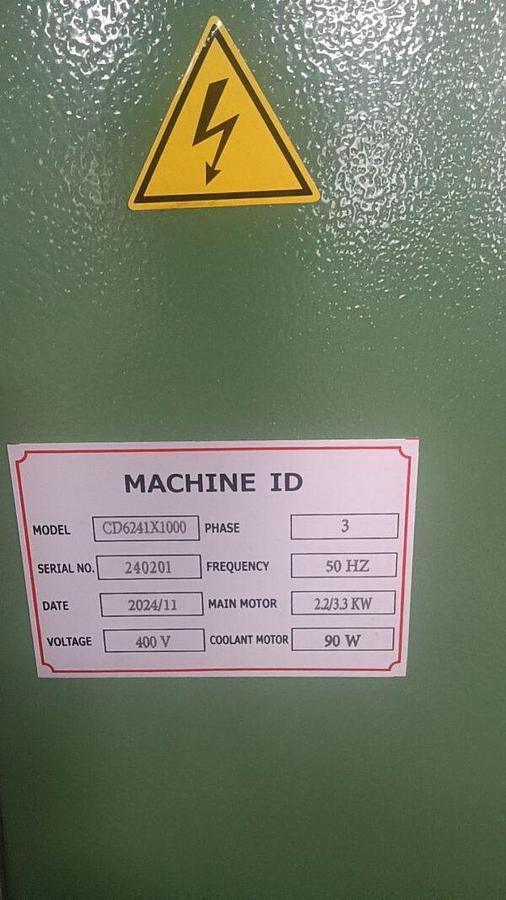 MACHINE ID
MODEL CD6241X1000 PHASE 3
SERIAL NO. 240201 FREQUENCY 50 HZ
DATE 2024/11 MAIN MOTOR 2.2/3.3 KW
VOLTAGE 400 V COOLANT MOTOR 90 W